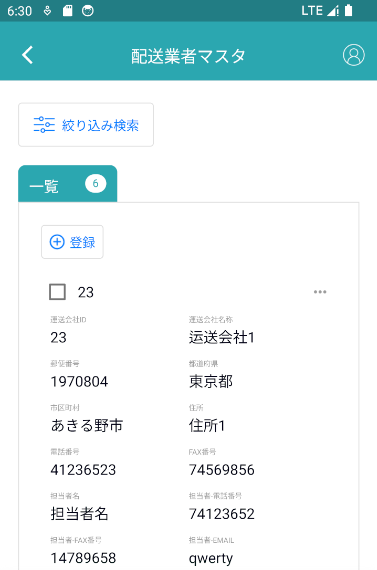 6:30 LTE
配送業者マスタ
絞り込み検索
一覧 6
登録
23
運送会社ID 運送会社名称
23 运送会社1
郵便番号 都道府県
1970804 東京都
市区町村 住所
あきる野市 住所1
電話番号 FAX番号
41236523 74569856
担当者名 担当者-電話番号
担当者名 74123652
担当者-FAX番号 担当者-EMAIL
14789658 qwerty